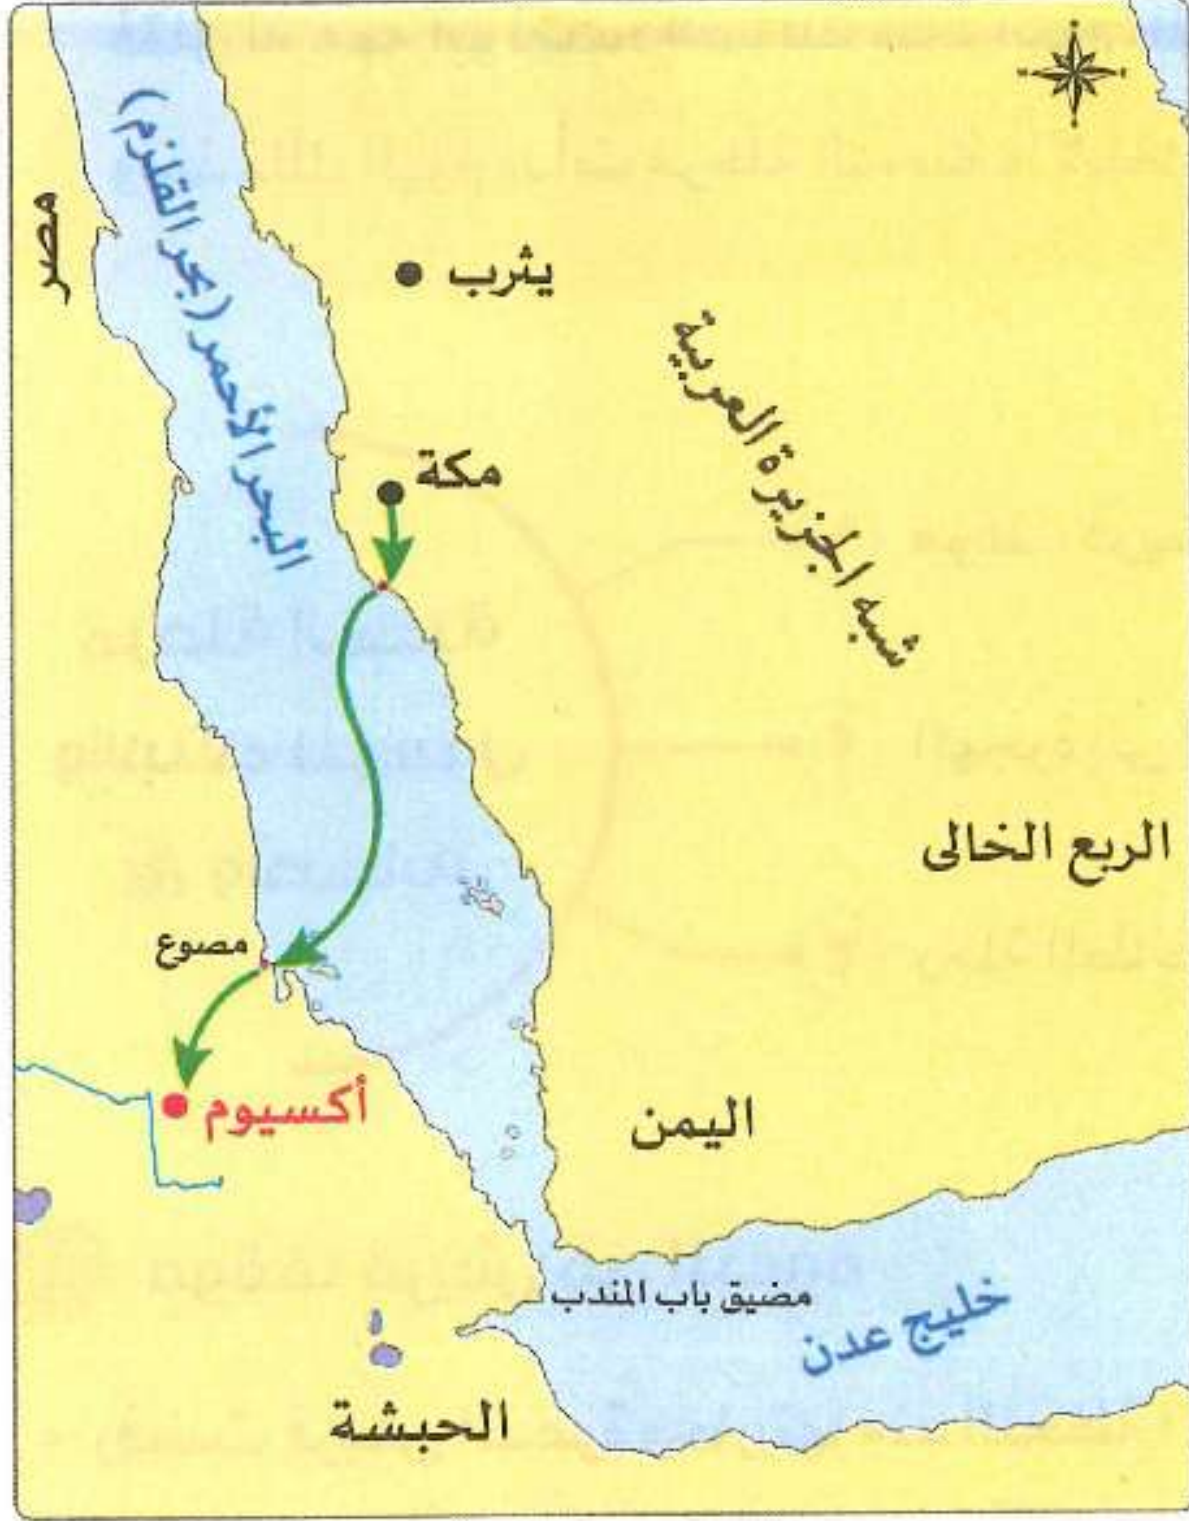 مصر
البحر الأحمر (بحر القلزم)
يثرب
شبه الجزيرة العربية
مكة
الربع الخالى
مصوع
أكسيوم
اليمن
مضيق باب المندب
خليج عدن
الحبشة